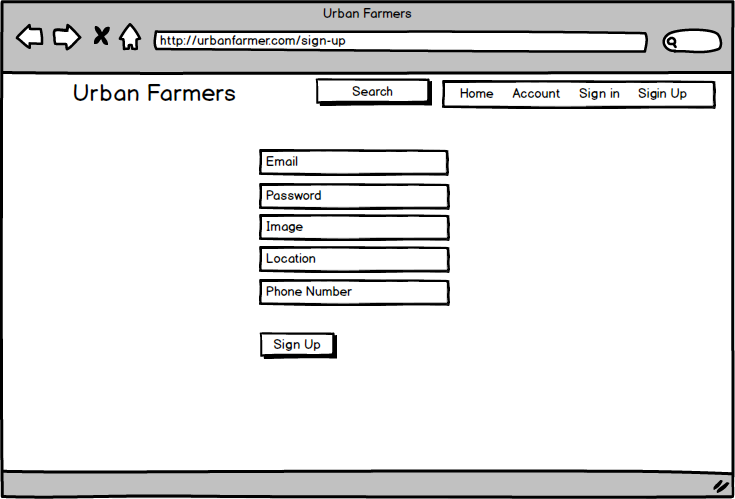 Urban Farmers
http://urbanfarmer.com/sign-up
Urban Farmers
Search
Home Account Sign in Sigin Up
Email
Password
Image
Location
Phone Number
Sign Up